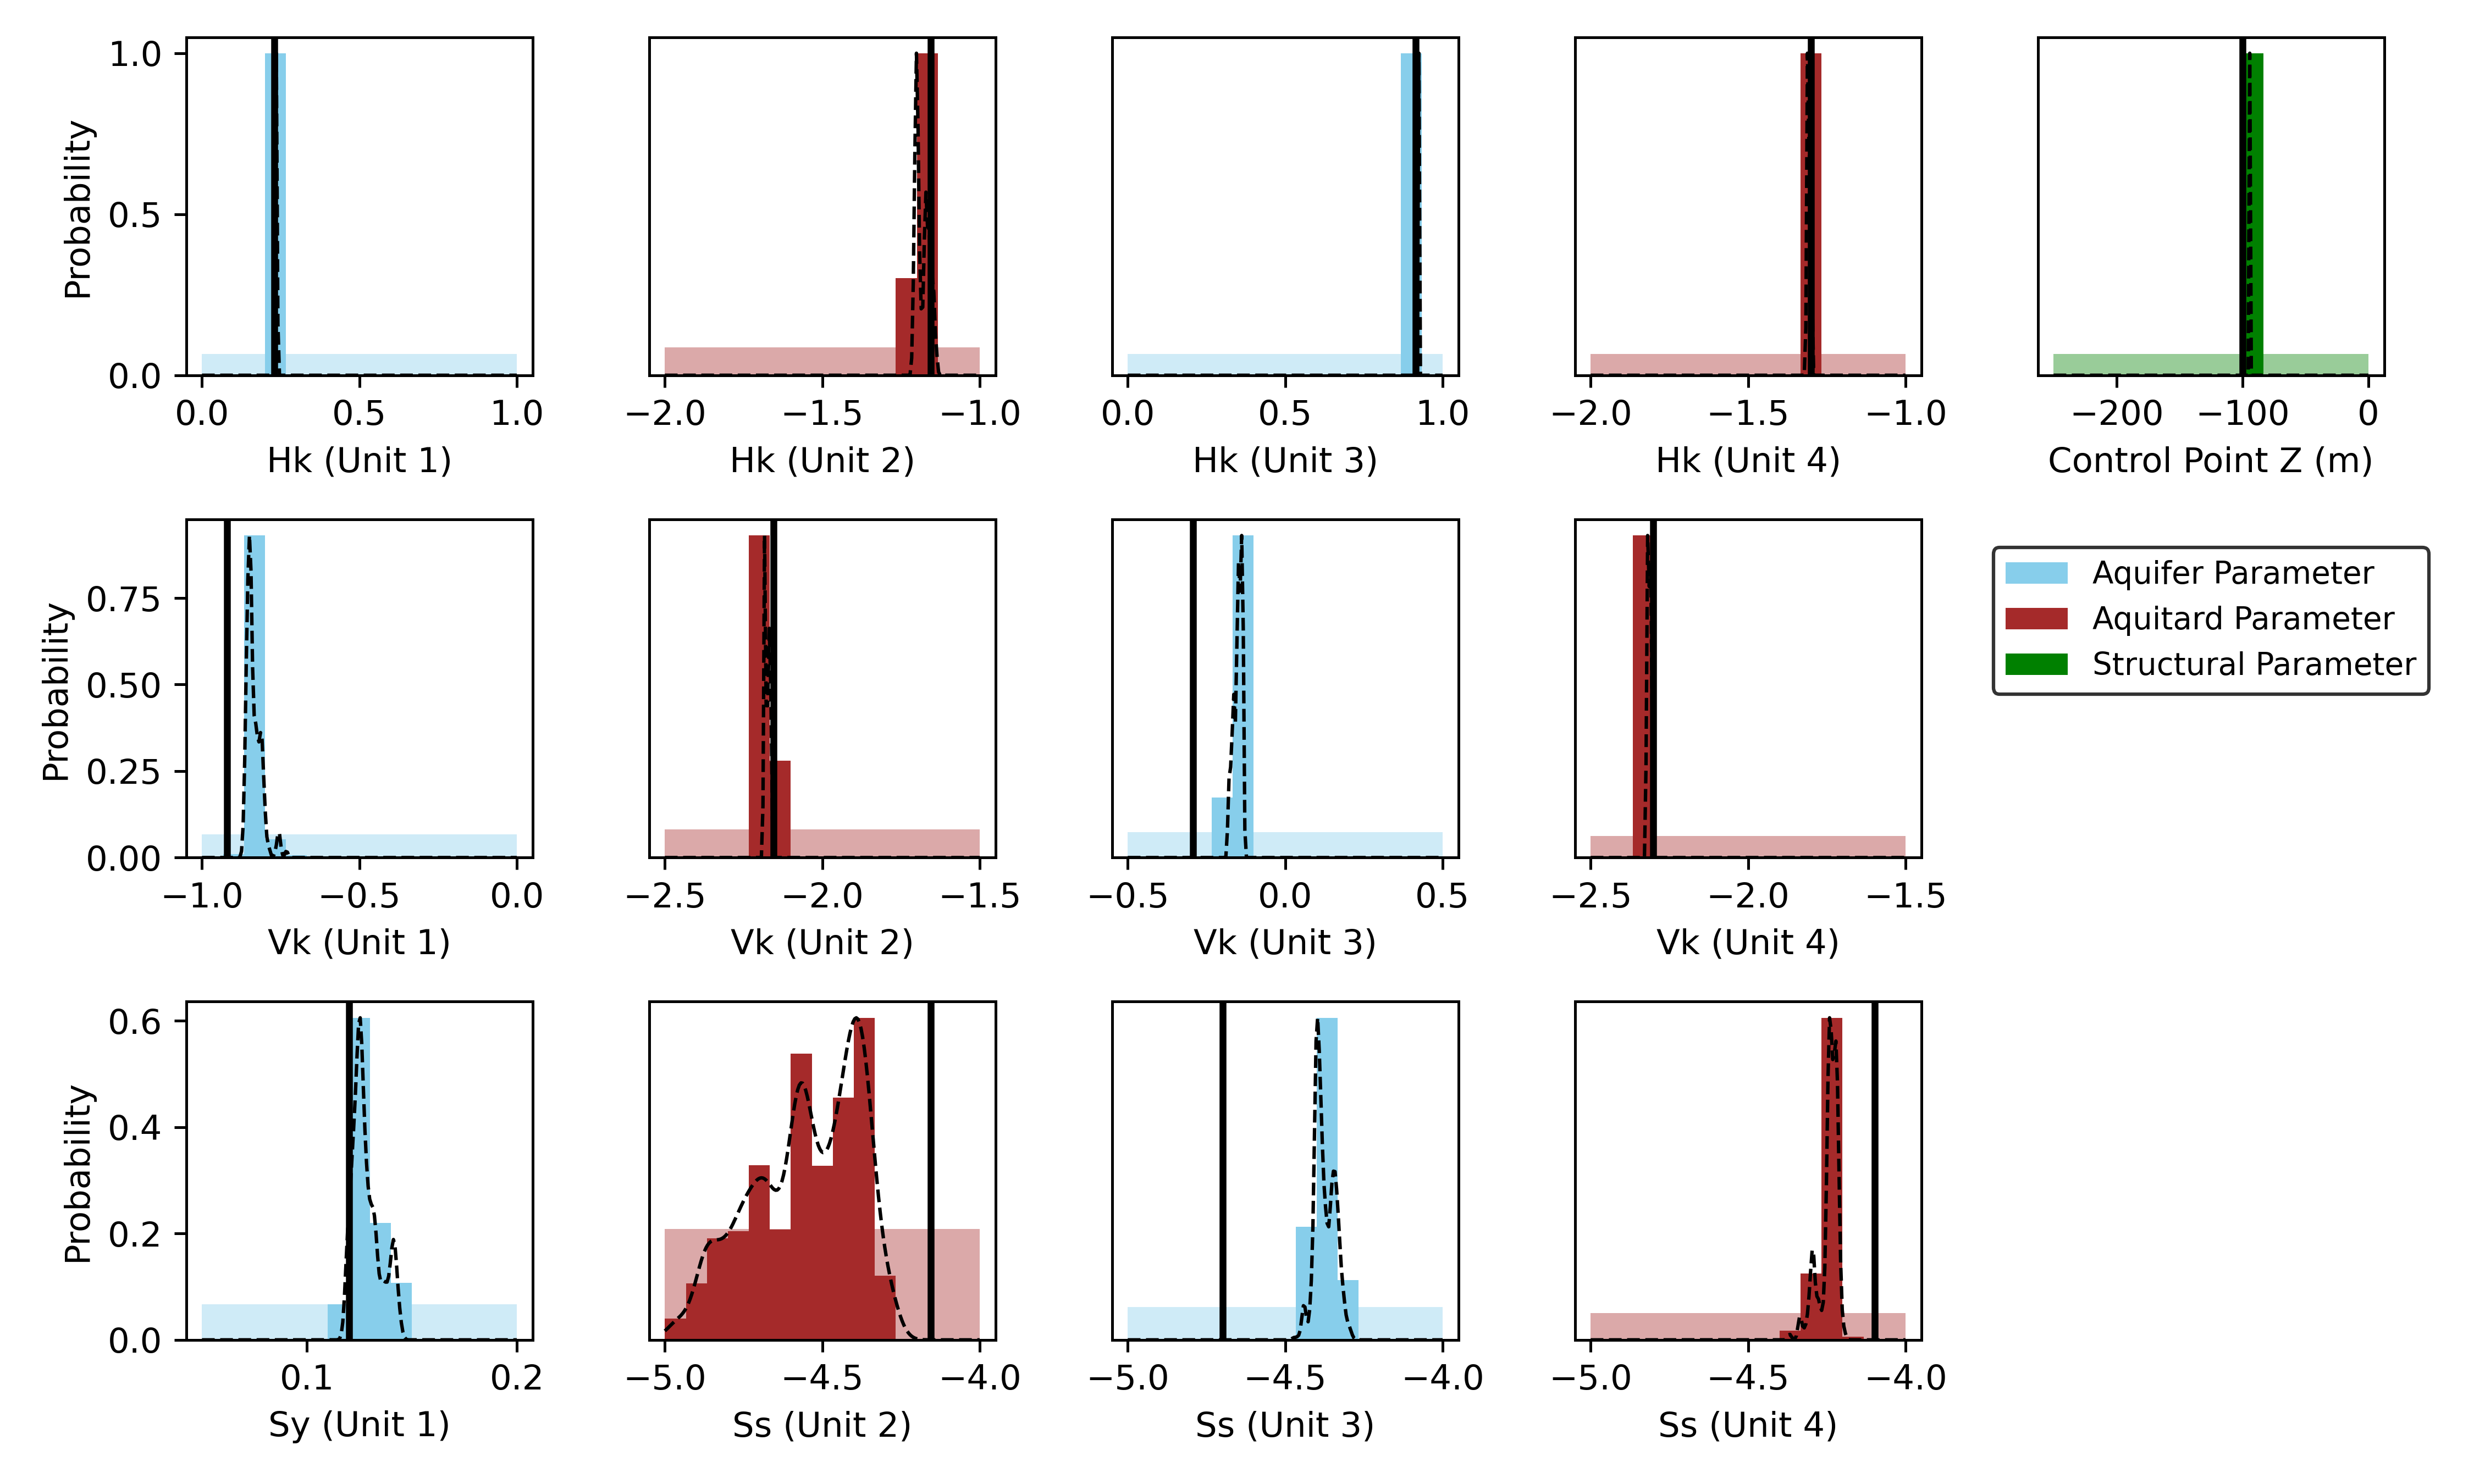 Probability
1.0
0.5
0.0
0.0 0.5 1.0
Hk (Unit 1)
−2.0 −1.5 −1.0
Hk (Unit 2)
0.0 0.5 1.0
Hk (Unit 3)
−2.0 −1.5 −1.0
Hk (Unit 4)
−200 −100 0
Control Point Z (m)
Probability
0.75
0.50
0.25
0.00
−1.0 −0.5 0.0
Vk (Unit 1)
−2.5 −2.0 −1.5
Vk (Unit 2)
−0.5 0.0 0.5
Vk (Unit 3)
−2.5 −2.0 −1.5
Vk (Unit 4)
Aquifer Parameter
Aquitard Parameter
Structural Parameter
Probability
0.6
0.4
0.2
0.0
0.1 0.2
Sy (Unit 1)
−5.0 −4.5 −4.0
Ss (Unit 2)
−5.0 −4.5 −4.0
Ss (Unit 3)
−5.0 −4.5 −4.0
Ss (Unit 4)